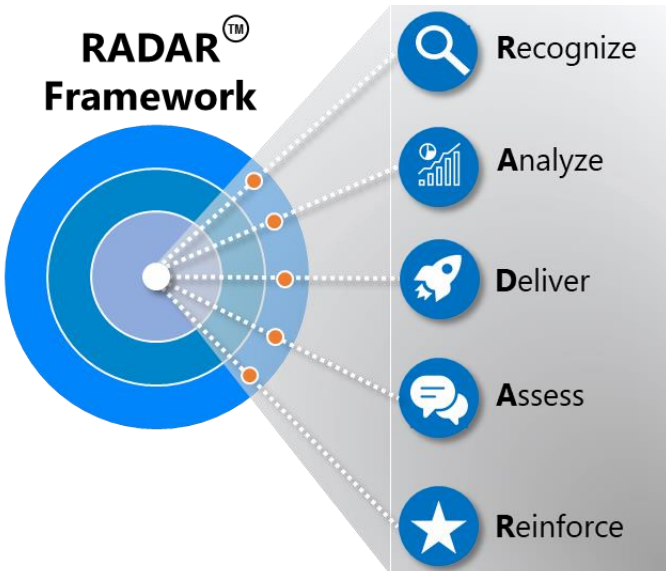 RADAR™
Framework
Recognize
Analyze
Deliver
Assess
Reinforce